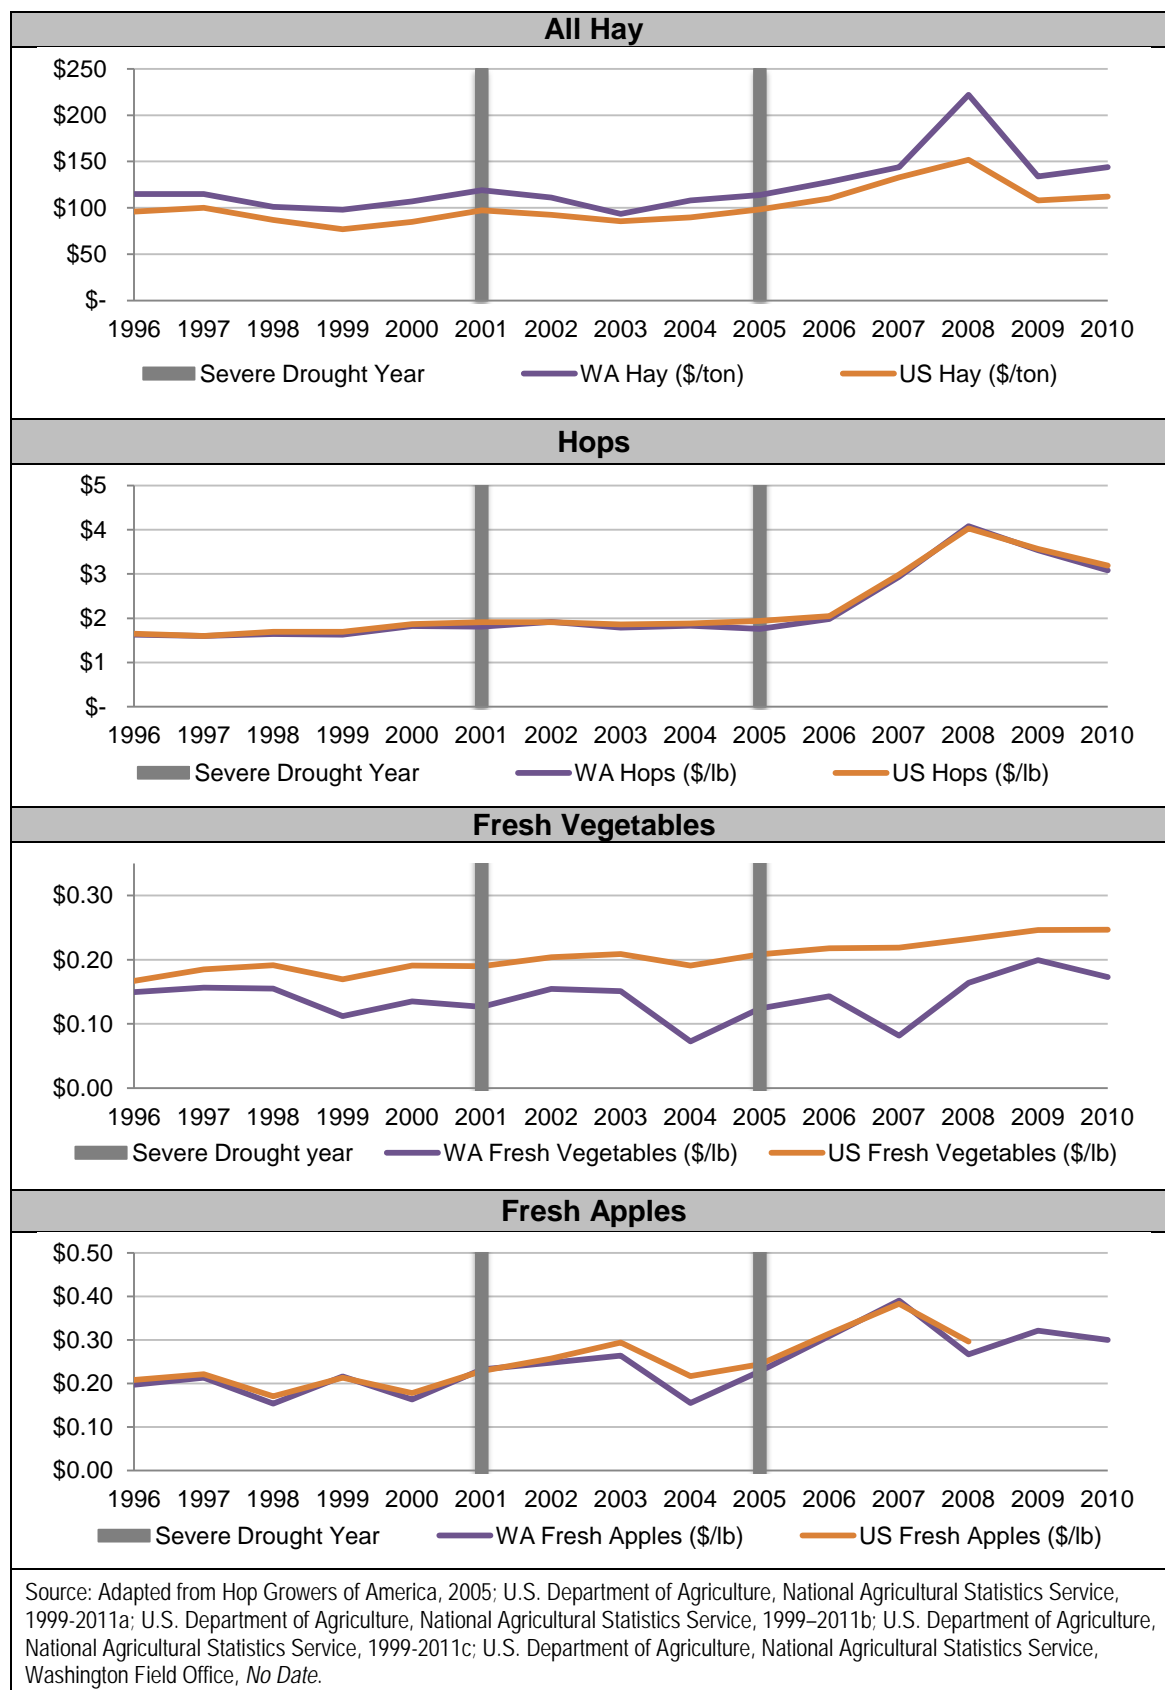 All Hay
$250
$200
$150
$100
$50
$-
1996 1997 1998 1999 2000 2001 2002 2003 2004 2005 2006 2007 2008 2009 2010
Severe Drought Year WA Hay ($/ton) US Hay ($/ton)
Hops
$5
$4
$3
$2
$1
$-
1996 1997 1998 1999 2000 2001 2002 2003 2004 2005 2006 2007 2008 2009 2010
Severe Drought Year WA Hops ($/lb) US Hops ($/lb)
Fresh Vegetables
$0.30
$0.20
$0.10
$0.00
1996 1997 1998 1999 2000 2001 2002 2003 2004 2005 2006 2007 2008 2009 2010
Severe Drought year WA Fresh Vegetables ($/lb) US Fresh Vegetables ($/lb)
Fresh Apples
$0.50
$0.40
$0.30
$0.20
$0.10
$0.00
1996 1997 1998 1999 2000 2001 2002 2003 2004 2005 2006 2007 2008 2009 2010
Severe Drought Year WA Fresh Apples ($/lb) US Fresh Apples ($/lb)
Source: Adapted from Hop Growers of America, 2005; U.S. Department of Agriculture, National Agricultural Statistics Service,
1999-2011a; U.S. Department of Agriculture, National Agricultural Statistics Service, 1999–2011b; U.S. Department of Agriculture,
National Agricultural Statistics Service, 1999-2011c; U.S. Department of Agriculture, National Agricultural Statistics Service,
Washington Field Office, No Date.